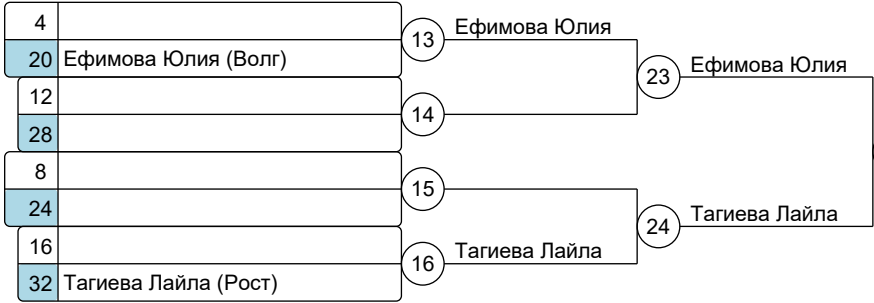 4
13 Ефимова Юлия
20 Ефимова Юлия (Волг)
23 Ефимова Юлия
12
14
28
8
15
24
24 Тагиева Лайла
16
16 Тагиева Лайла
32 Тагиева Лайла (Рост)